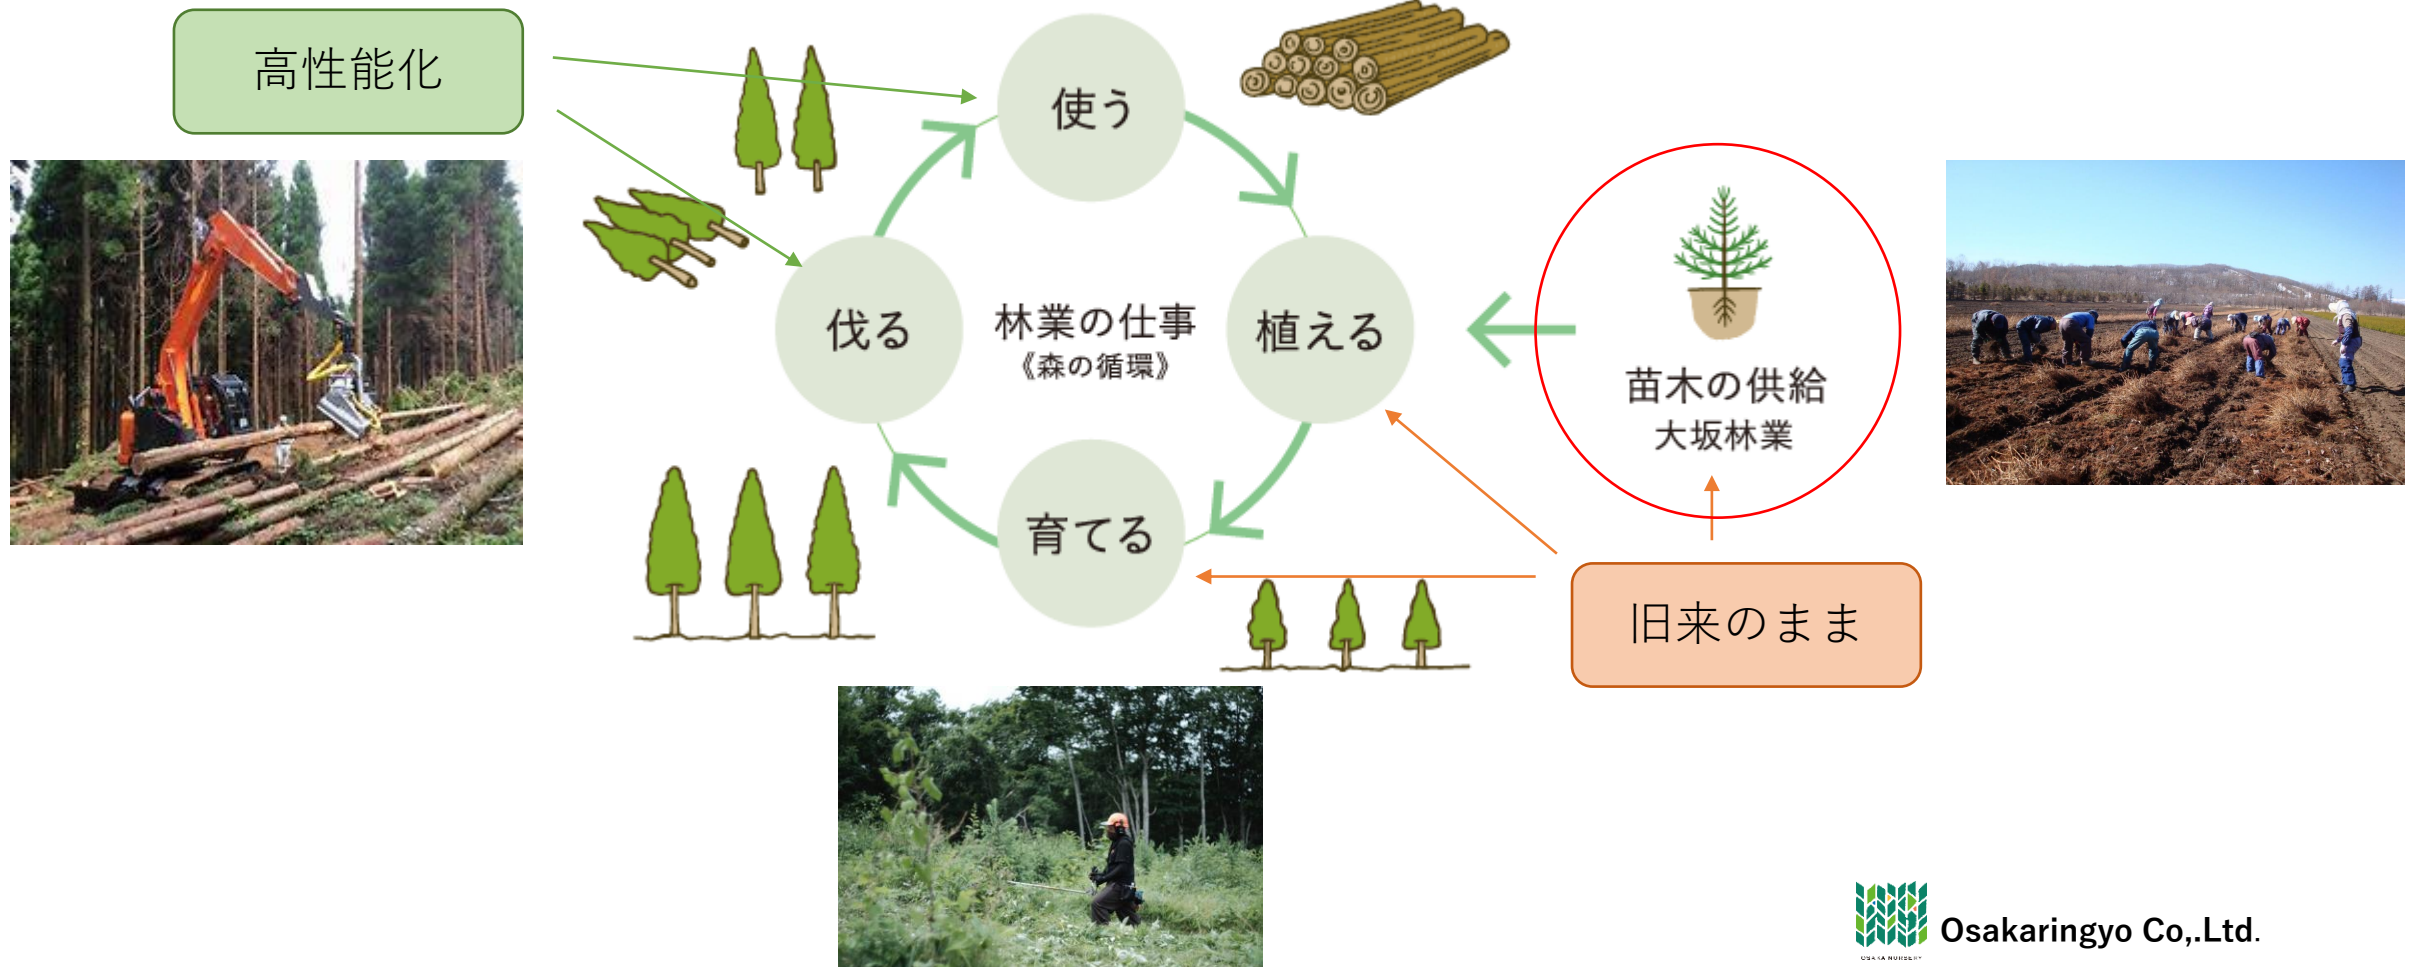 高性能化
使う
伐る
林業の仕事
《森の循環》
植える
苗木の供給
大坂林業
育てる
旧来のまま
Osakaringyo Co,.Ltd.
OSAKA NURSERY